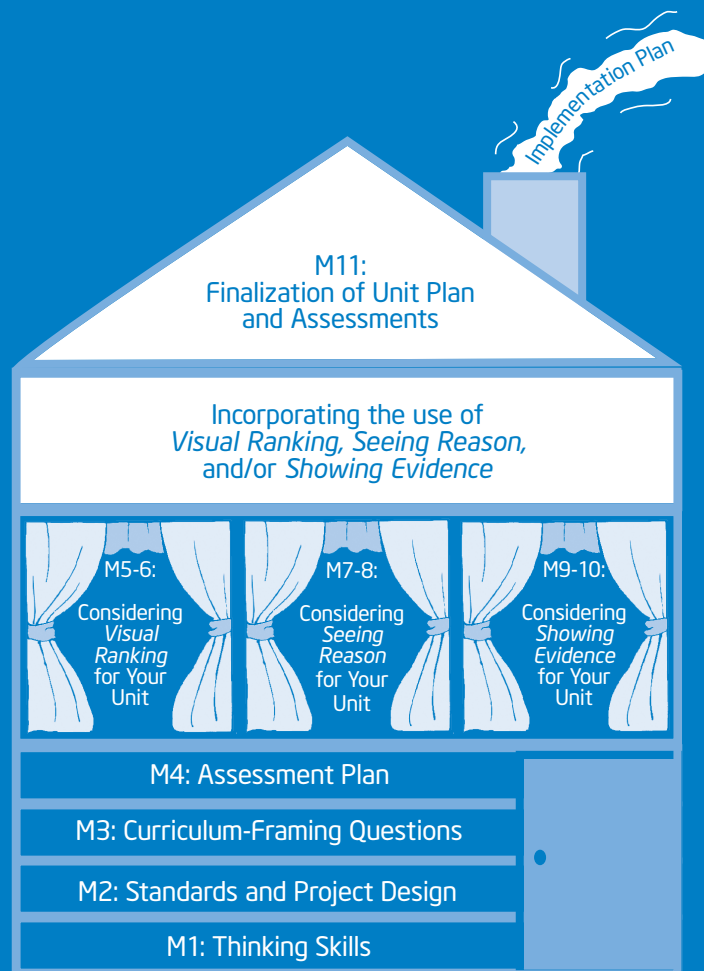 Implementation Plan
M11:
Finalization of Unit Plan
and Assessments
Incorporating the use of
Visual Ranking, Seeing Reason,
and/or Showing Evidence
M5-6:
Considering
Visual
Ranking
for Your
Unit
M7-8:
Considering
Seeing
Reason
for Your
Unit
M9-10:
Considering
Showing
Evidence
for Your
Unit
M4: Assessment Plan
M3: Curriculum-Framing Questions
M2: Standards and Project Design
M1: Thinking Skills